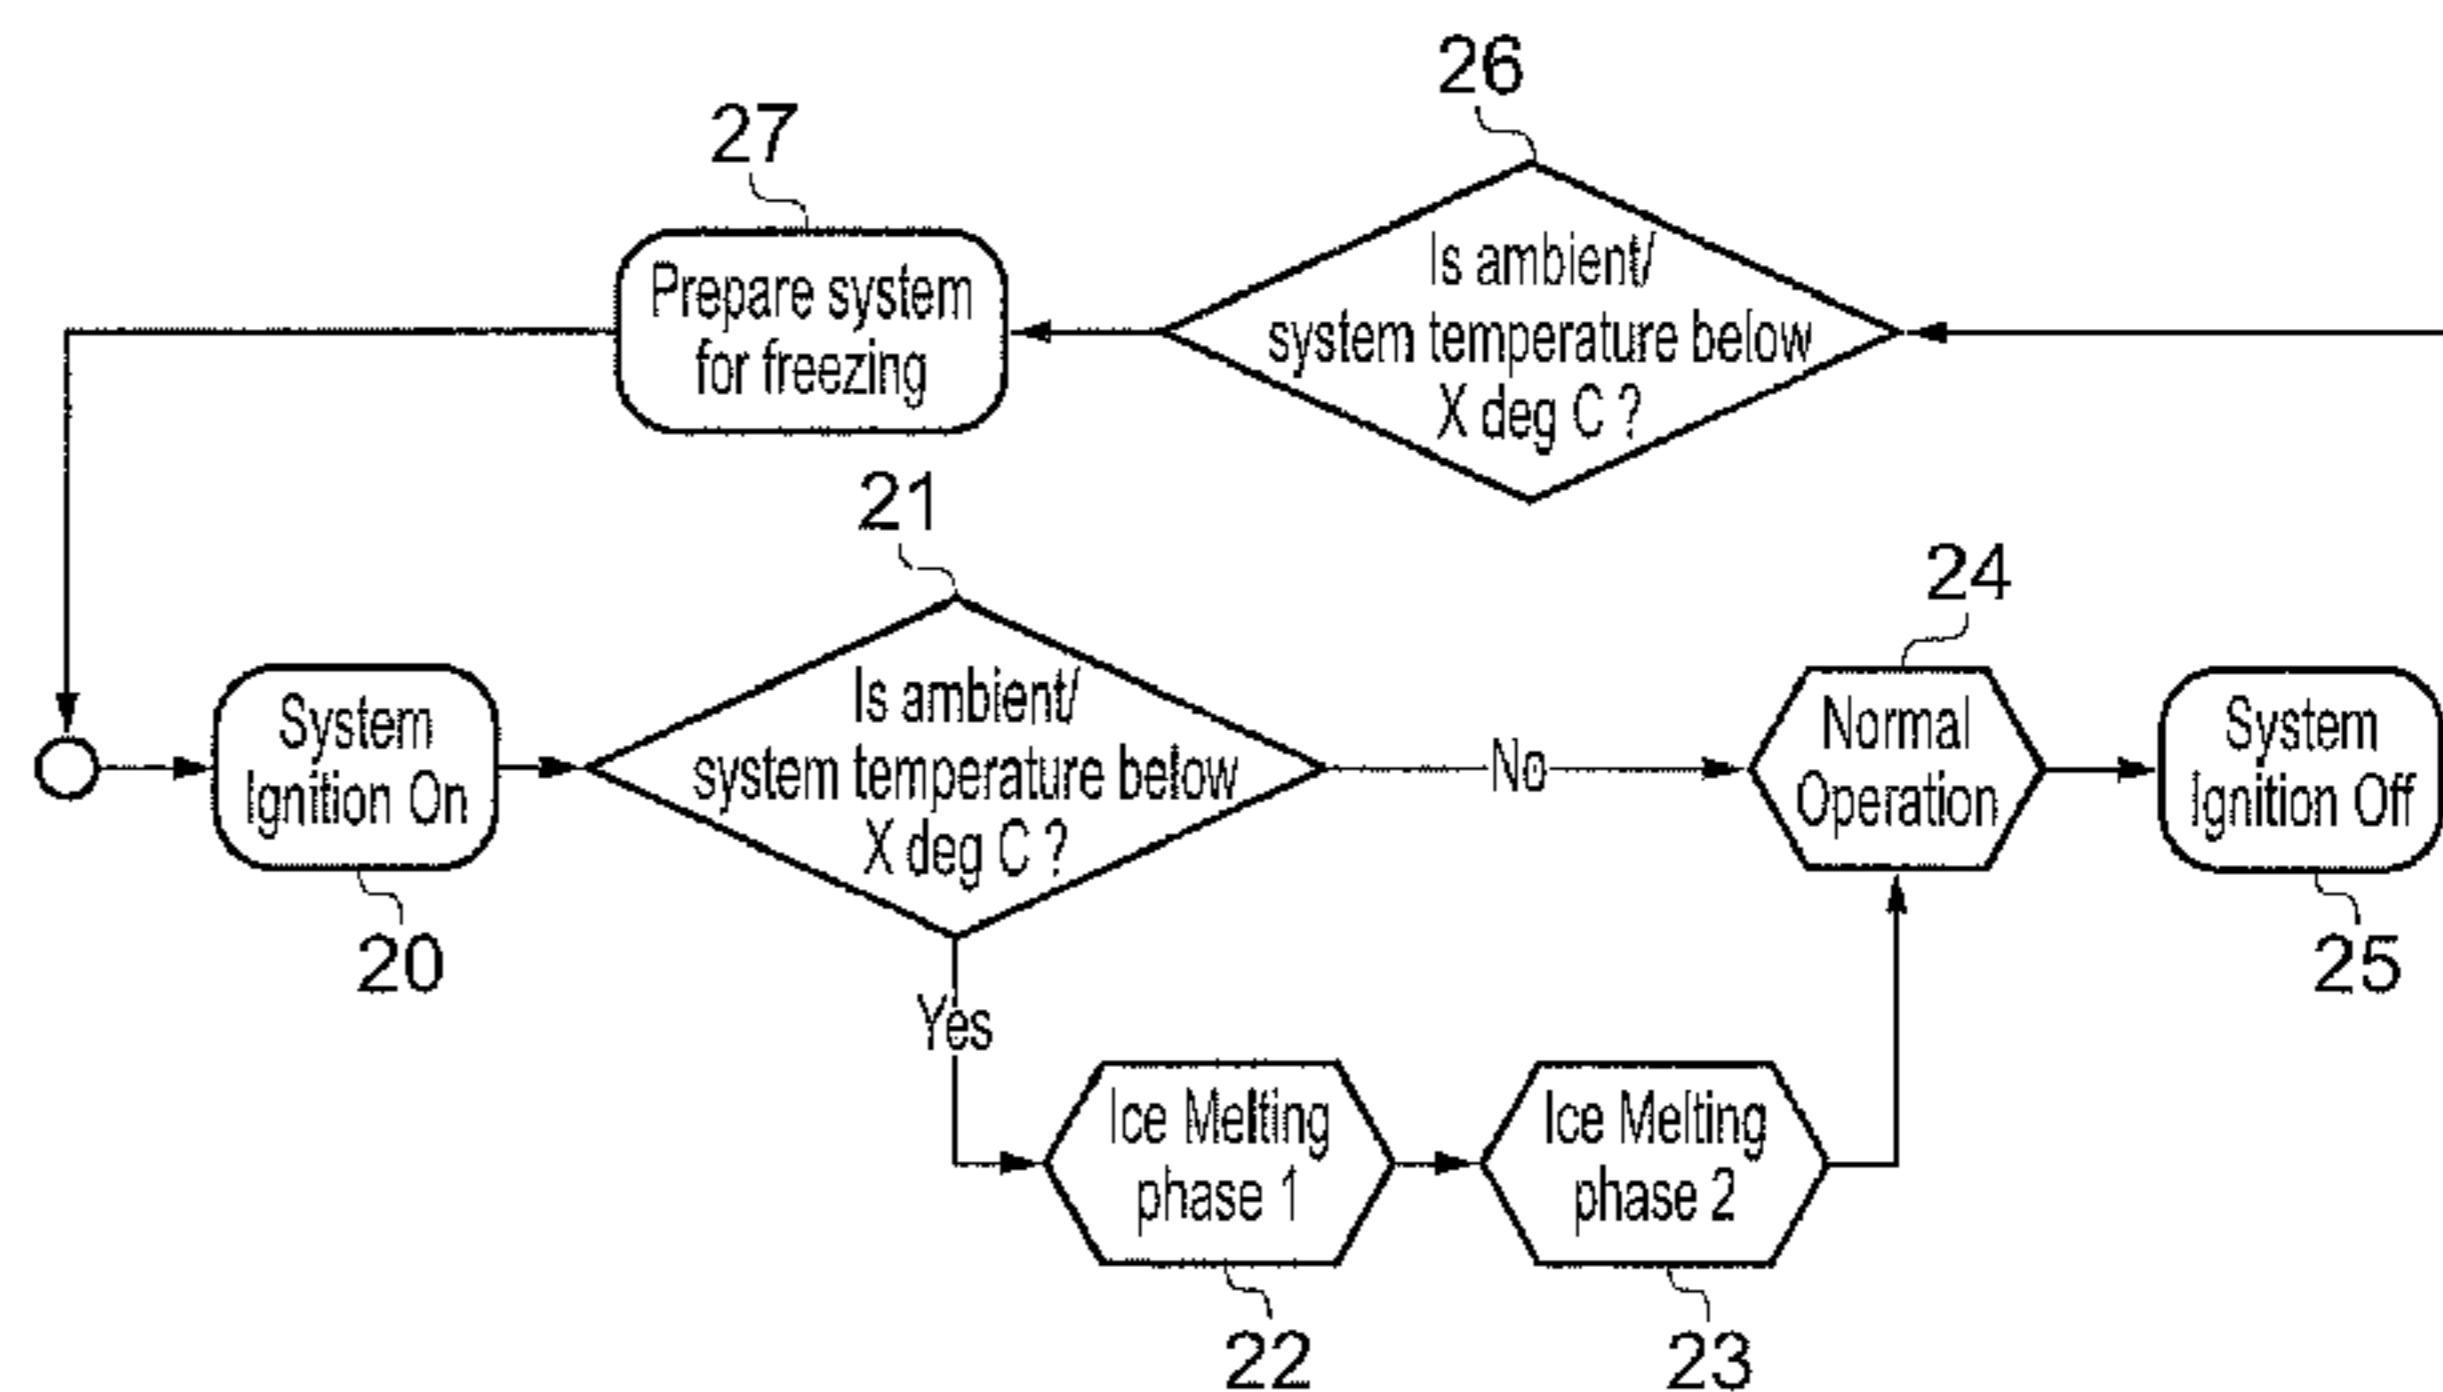 26
27
Is ambient/
system temperature below
X deg C ?
Prepare system
for freezing
21
24
Is ambient/
system temperature below
X deg C ?
System
Ignition On
No
Normal
Operation
System
Ignition Off
20
25
Yes
Ice Melting
phase 1
Ice Melting
phase 2
22
23